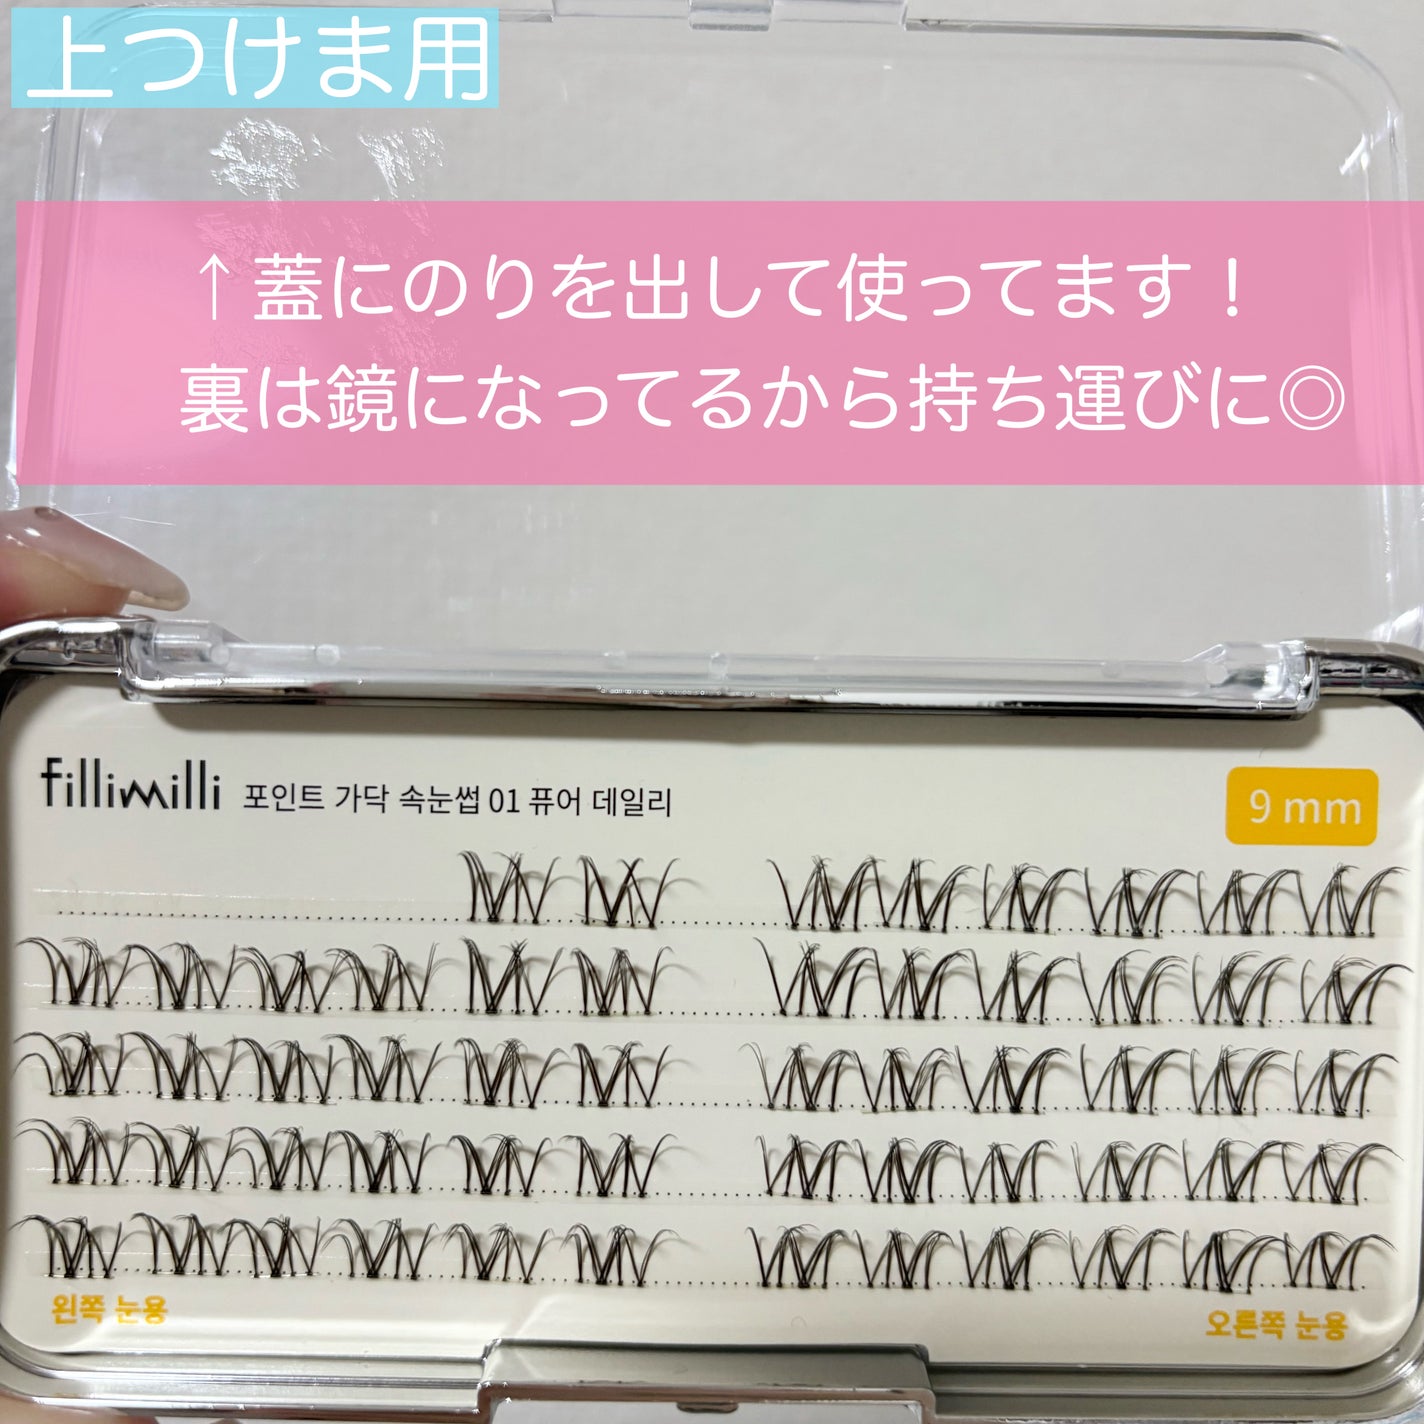 上つけま用
↑蓋にのりを出して使ってます！
裏は鏡になってるから持ち運びに◎
fillimilli 포인트 가닥 속눈썹 01 퓨어 데일리
9 mm
왼쪽 눈용
오른쪽 눈용